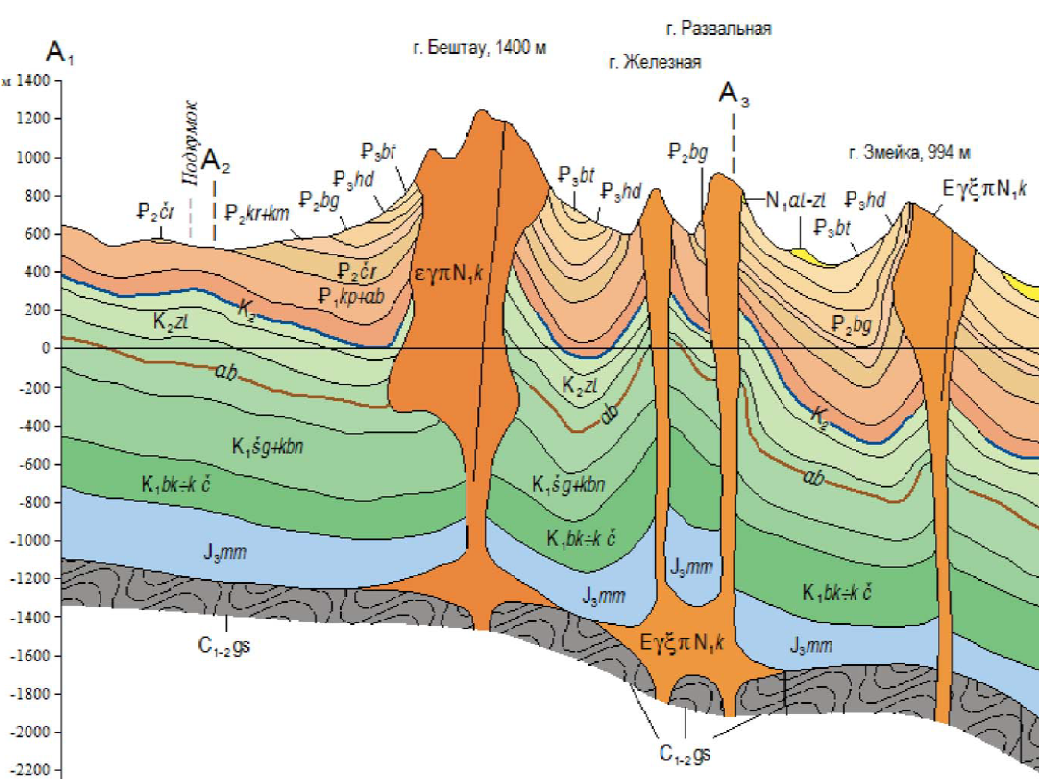 г. Развальная
г. Бештау, 1400 м
г. Железная
A₁
A₃
м
1400
1200
1000
800
600
400
200
0
-200
-400
-600
-800
-1000
-1200
-1400
-1600
-1800
-2000
-2200
Подкумок
A₂
₽₃bt
₽₃hd
₽₂bg
₽₂kr+km
₽₂čr
₽₂čr
₽₁kp+ab
εγπN₁k
₽₃bt
₽₃hd
₽₂bg
г. Змейка, 994 м
EγξπN₁k
N₁al-zl
₽₃hd
₽₃bt
₽₂bg
K₂
K₂zl
ab
K₁šg+kbn
K₁bk÷k č
J₃mm
C₁₋₂gs
K₂zl
ab
K₁šg+kbn
K₁bk÷k č
J₃mm
J₃mm
EγξπN₁k
K₂
ab
K₁bk÷k č
J₃mm
C₁₋₂gs